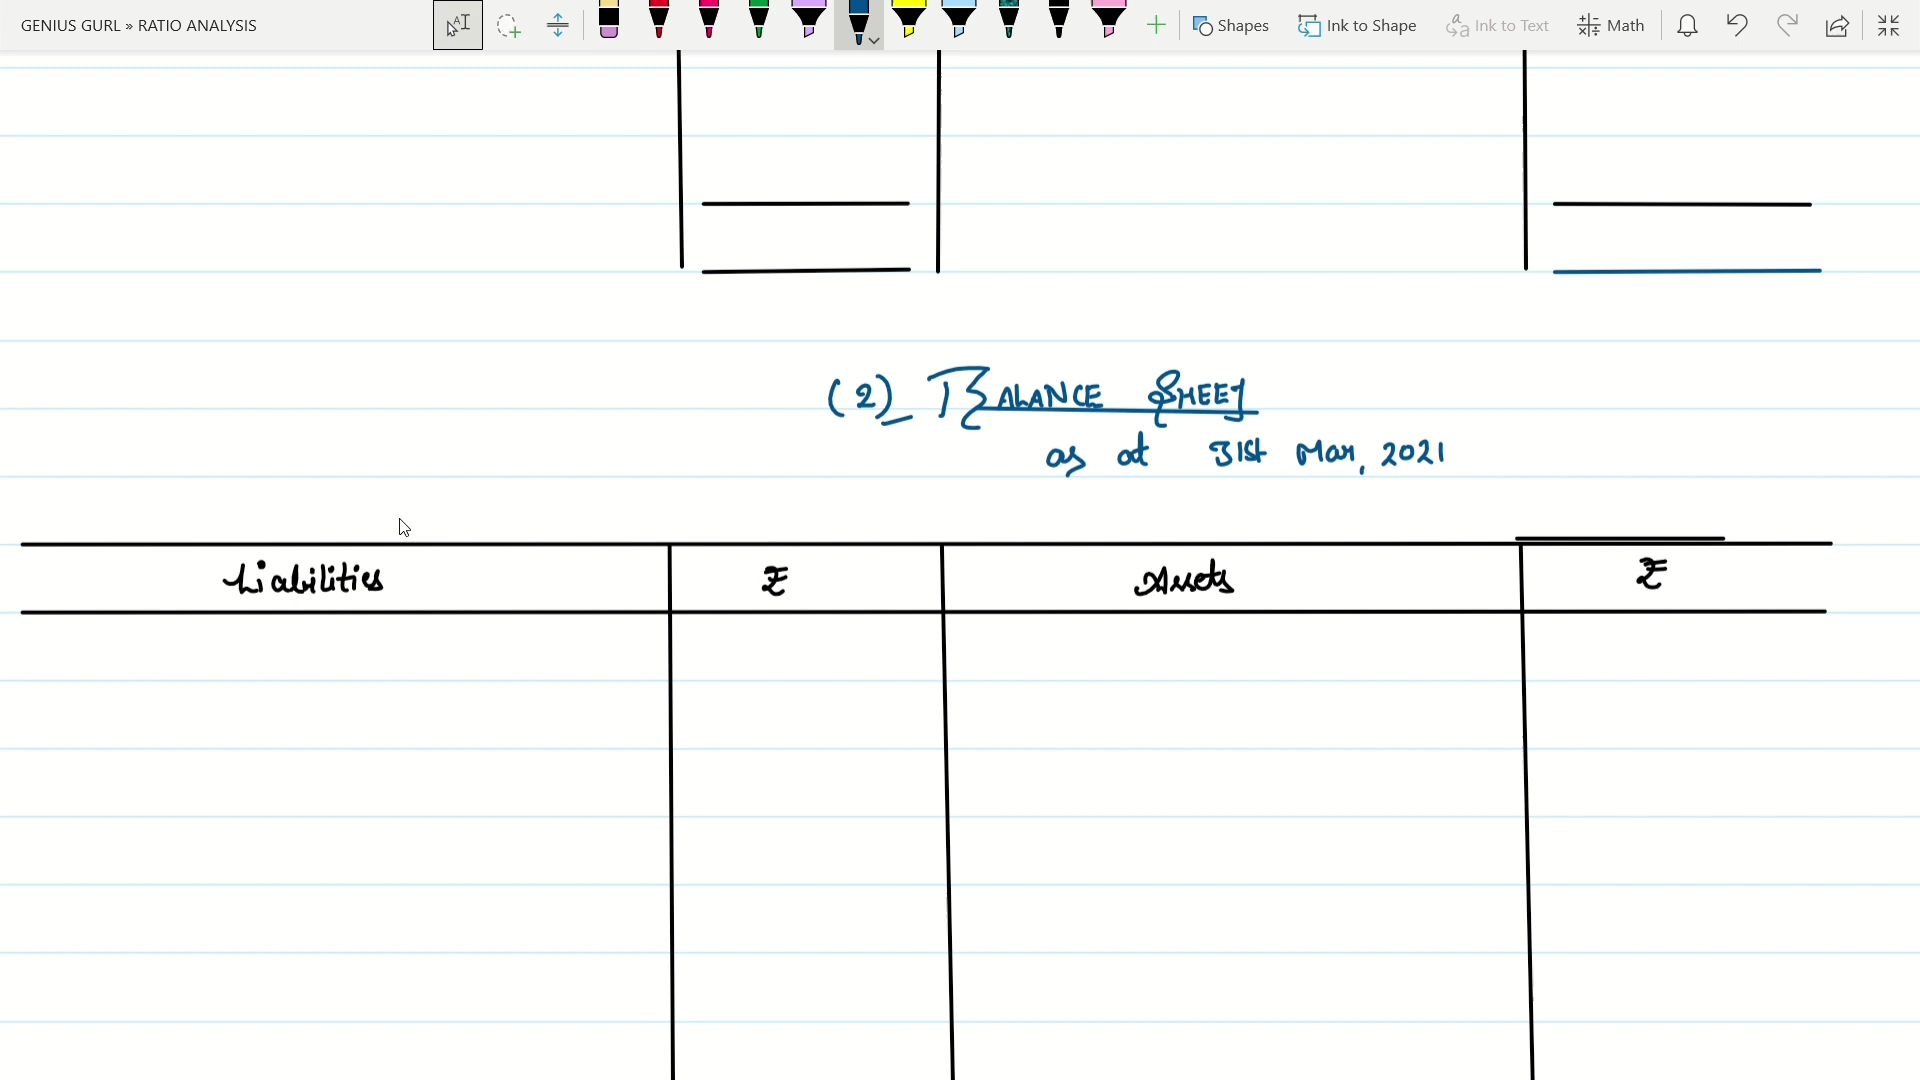 GENIUS GURL » RATIO ANALYSIS
Shapes Ink to Shape Ink to Text Math
(2) BALANCE SHEET
as at 31st Mar, 2021
Liabilities ₹ Assets ₹